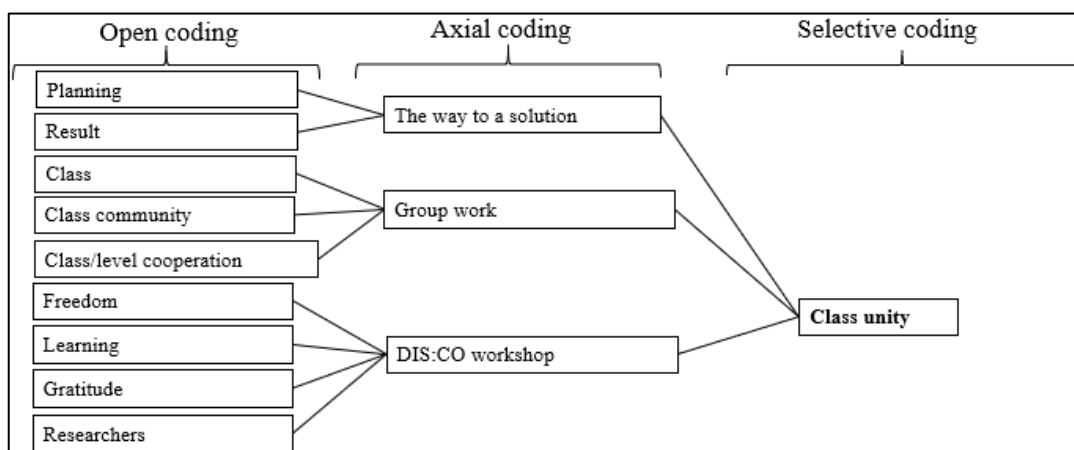 Open coding
Axial coding
Selective coding
Planning
Result
Class
Class community
Class/level cooperation
Freedom
Learning
Gratitude
Researchers
The way to a solution
Group work
DIS:CO workshop
Class unity